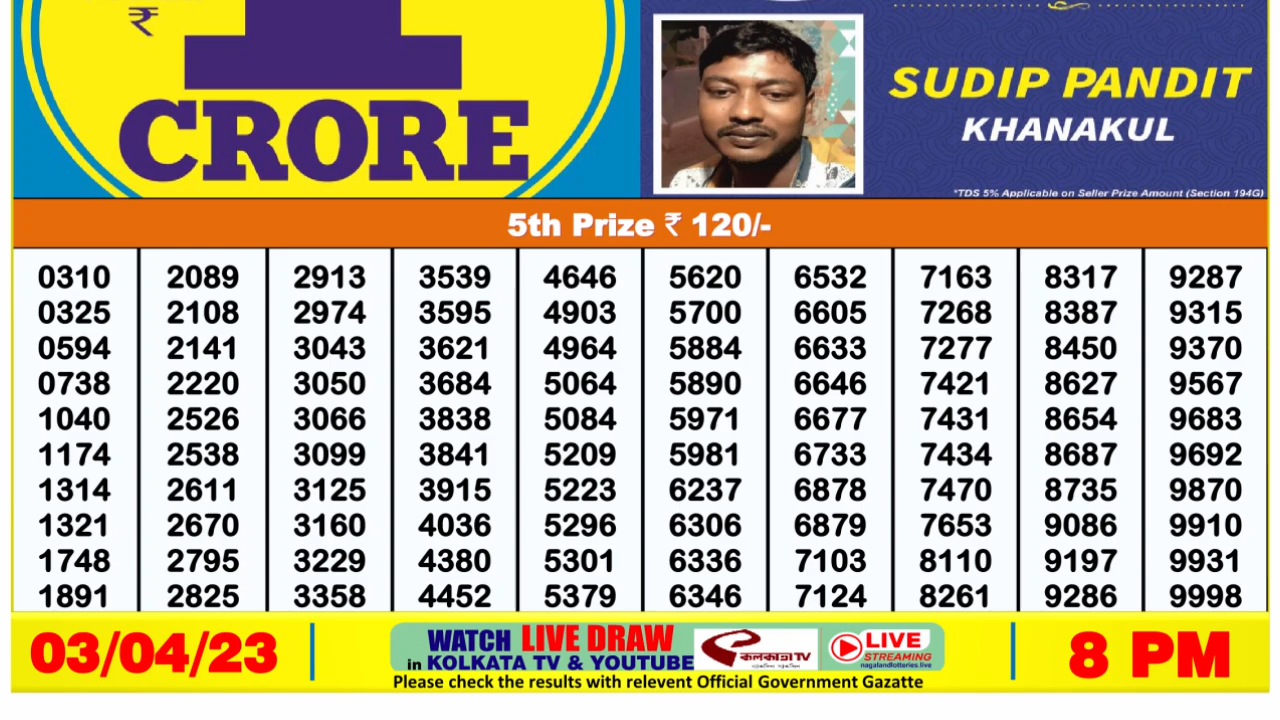 ₹
1
CRORE
SUDIP PANDIT
KHANAKUL
*TDS 5% Applicable on Seller Prize Amount (Section 194G)
5th Prize ₹ 120/-
0310 2089 2913 3539 4646 5620 6532 7163 8317 9287
0325 2108 2974 3595 4903 5700 6605 7268 8387 9315
0594 2141 3043 3621 4964 5884 6633 7277 8450 9370
0738 2220 3050 3684 5064 5890 6646 7421 8627 9567
1040 2526 3066 3838 5084 5971 6677 7431 8654 9683
1174 2538 3099 3841 5209 5981 6733 7434 8687 9692
1314 2611 3125 3915 5223 6237 6878 7470 8735 9870
1321 2670 3160 4036 5296 6306 6879 7653 9086 9910
1748 2795 3229 4380 5301 6336 7103 8110 9197 9931
1891 2825 3358 4452 5379 6346 7124 8261 9286 9998
03/04/23
WATCH LIVE DRAW
in KOLKATA TV & YOUTUBE
কলকাতা TV
LIVE
STREAMING
nagalandlotteries.live
Please check the results with relevent Official Government Gazatte
8 PM